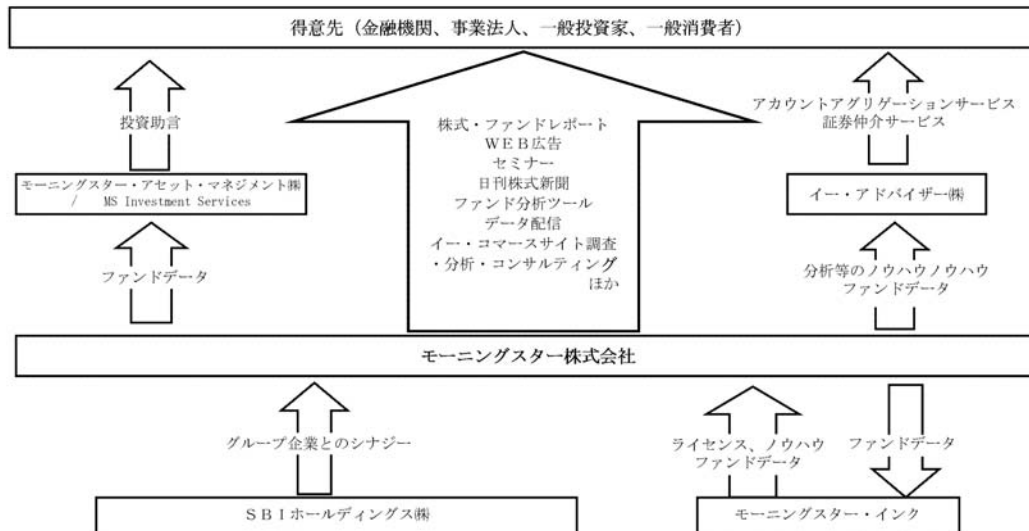 得意先（金融機関、事業法人、一般投資家、一般消費者）
投資助言
株式・ファンドレポート
ＷＥＢ広告
セミナー
日刊株式新聞
ファンド分析ツール
データ配信
イー・コマースサイト調査
・分析・コンサルティング
ほか
アカウントアグリゲーションサービス
証券仲介サービス
モーニングスター・アセット・マネジメント㈱
/ MS Investment Services
イー・アドバイザー㈱
ファンドデータ
分析等のノウハウノウハウ
ファンドデータ
モーニングスター株式会社
グループ企業とのシナジー
ライセンス、ノウハウ
ファンドデータ
ファンドデータ
ＳＢＩホールディングス㈱
モーニングスター・インク